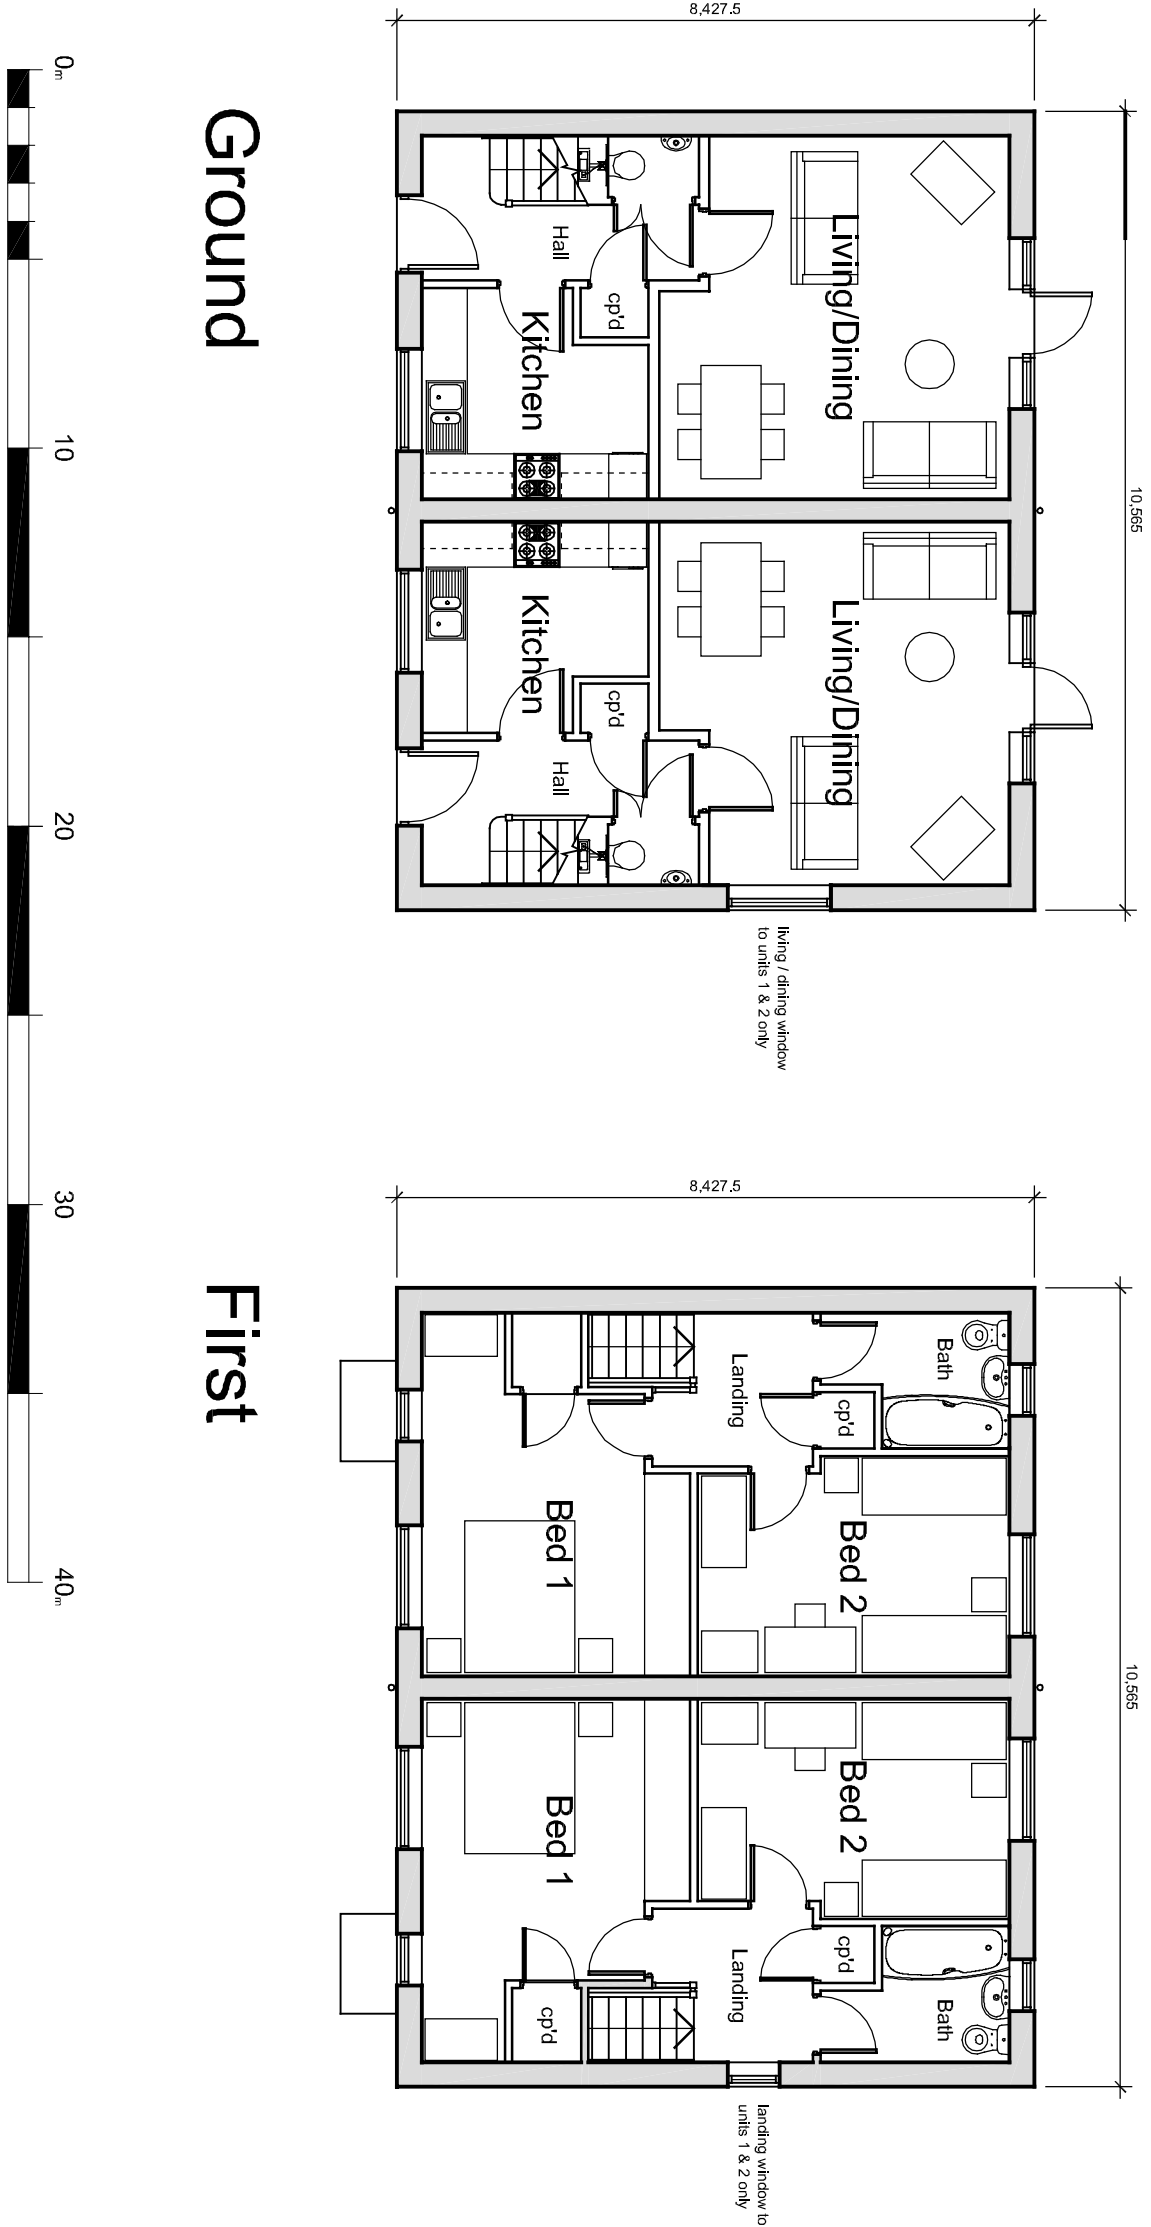 8,427.5
10,565
Living/Dining
Living/Dining
Hall
cp'd
Kitchen
Kitchen
cp'd
Hall
living / dining window
to units 1 & 2 only
Ground
8,427.5
10,565
Bath
cp'd
Landing
Bed 2
Bed 2
Bed 1
Bed 1
Landing
cp'd
Bath
cp'd
landing window to
units 1 & 2 only
First
0m
10
20
30
40m